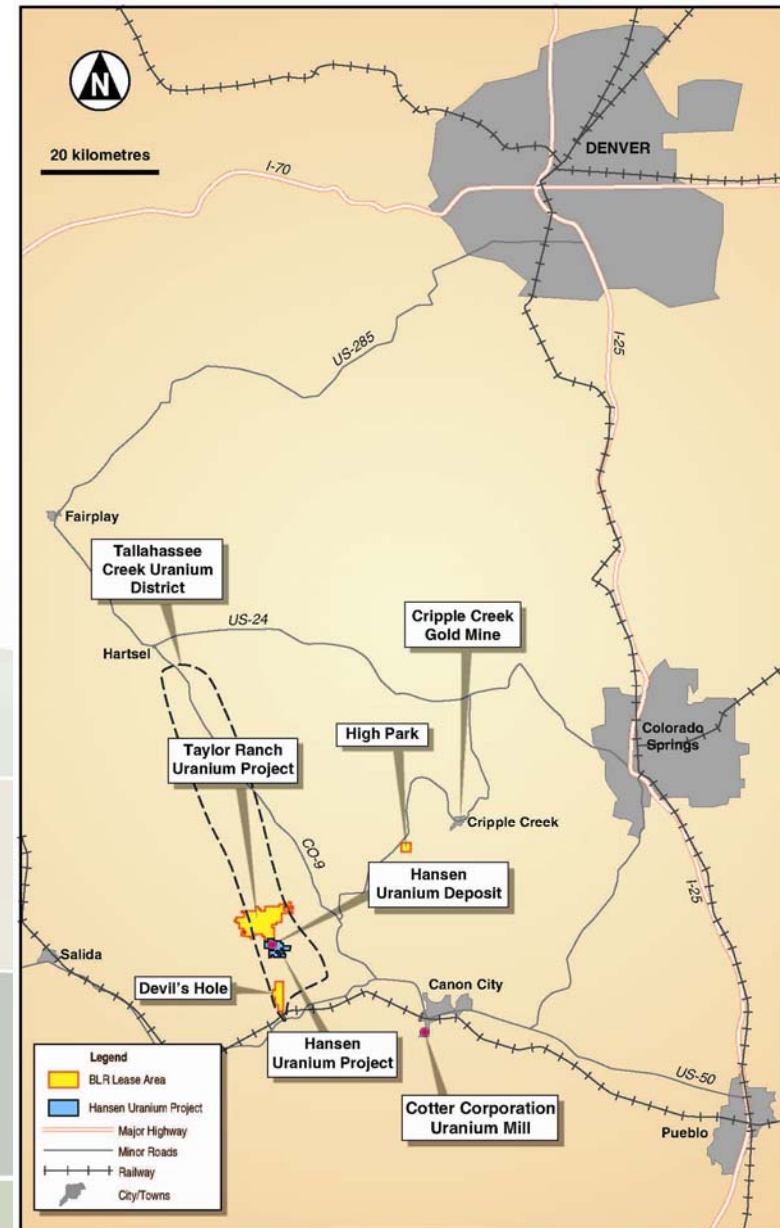 N
20 kilometres
DENVER
I-70
I-25
US-285
Fairplay
Tallahassee
Creek Uranium
District
Cripple Creek
Gold Mine
US-24
Hartsel
High Park
Colorado
Springs
Taylor Ranch
Uranium Project
Cripple Creek
CO-9
Hansen
Uranium Deposit
I-25
Salida
Devil's Hole
Canon City
Hansen
Uranium Project
US-50
Cotter Corporation
Uranium Mill
Pueblo
Legend
BLR Lease Area
Hansen Uranium Project
Major Highway
Minor Roads
Railway
City/Towns